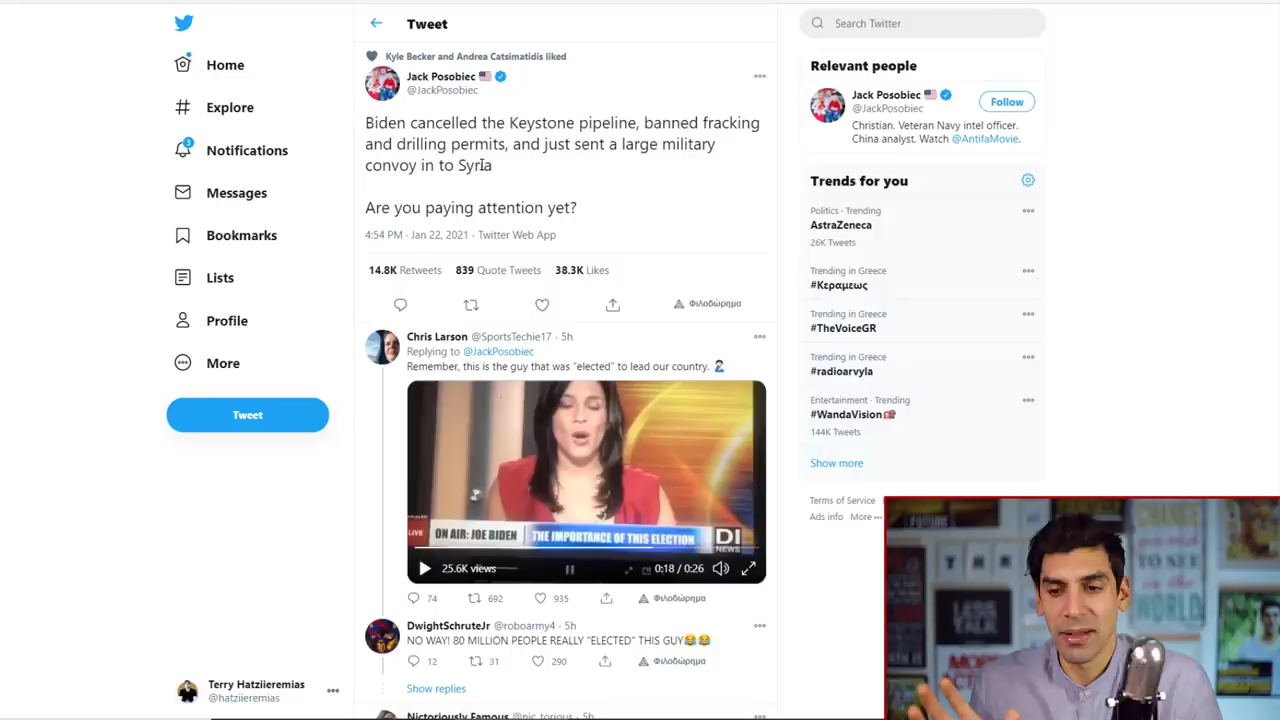 Home
Explore
3
Notifications
Messages
Bookmarks
Lists
Profile
More
Tweet
Terry Hatziieremias
@hatziieremias
Tweet
Kyle Becker and Andrea Catsimatidis liked
Jack Posobiec
@JackPosobiec
Biden cancelled the Keystone pipeline, banned fracking
and drilling permits, and just sent a large military
convoy in to Syria
Are you paying attention yet?
4:54 PM · Jan 22, 2021 · Twitter Web App
14.8K Retweets 839 Quote Tweets 38.3K Likes
Φιλοδώρημα
Chris Larson @SportsTechie17 · 5h
Replying to @JackPosobiec
Remember, this is the guy that was "elected" to lead our country.
LIVE
ON AIR: JOE BIDEN
THE IMPORTANCE OF THIS ELECTION
DI
NEWS
25.6K views
0:18 / 0:26
74 692 935 Φιλοδώρημα
DwightSchruteJr @roboarmy4 · 5h
NO WAY! 80 MILLION PEOPLE REALLY "ELECTED" THIS GUY😂😂
12 31 290 Φιλοδώρημα
Show replies
Nictoriously Famous @nic_torious · 5h
Search Twitter
Relevant people
Jack Posobiec
@JackPosobiec
Follow
Christian. Veteran Navy intel officer.
China analyst. Watch @AntifaMovie.
Trends for you
Politics · Trending
AstraZeneca
26K Tweets
Trending in Greece
#Κεραμεως
Trending in Greece
#TheVoiceGR
Trending in Greece
#radioarvyla
Entertainment · Trending
#WandaVision
144K Tweets
Show more
Terms of Service
Ads info More
LESS
WORLD